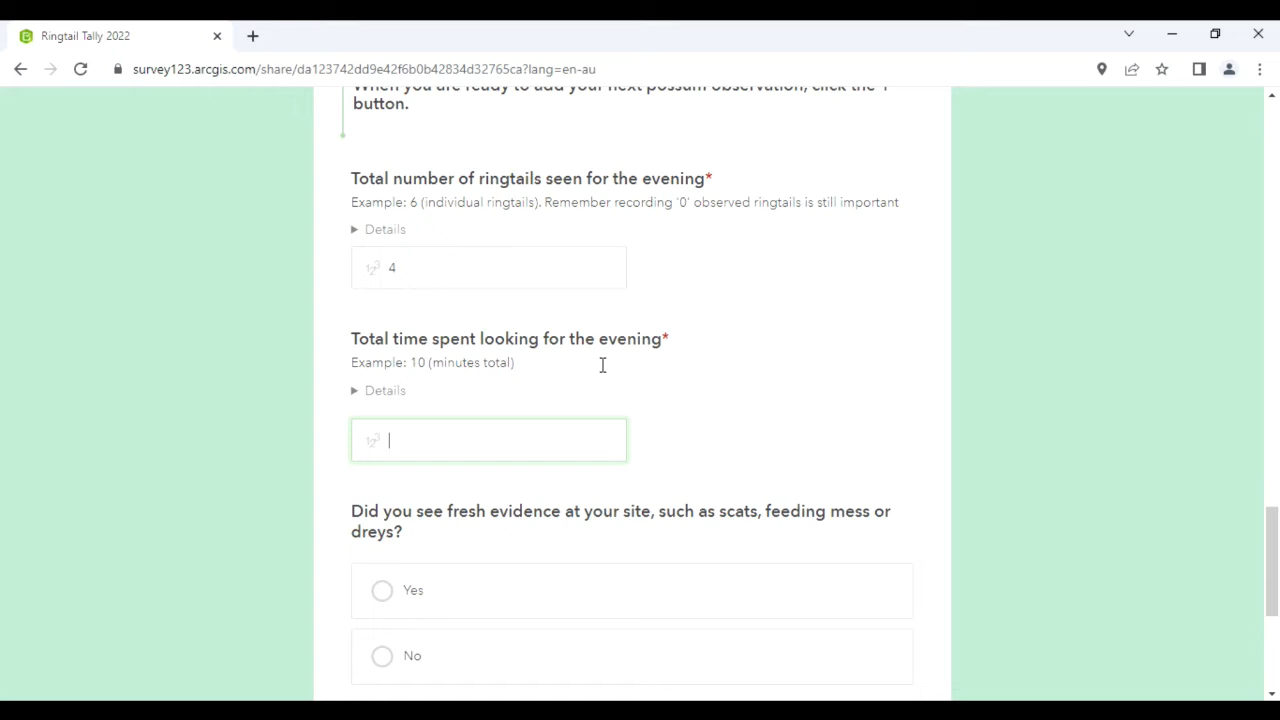 Ringtail Tally 2022
survey123.arcgis.com/share/da123742dd9e42f6b0b42834d32765ca?lang=en-au
When you are ready to add your next possum observation, click the '+'
button.
Total number of ringtails seen for the evening*
Example: 6 (individual ringtails). Remember recording '0' observed ringtails is still important
Details
123 4
Total time spent looking for the evening*
Example: 10 (minutes total)
Details
123
Did you see fresh evidence at your site, such as scats, feeding mess or
dreys?
Yes
No